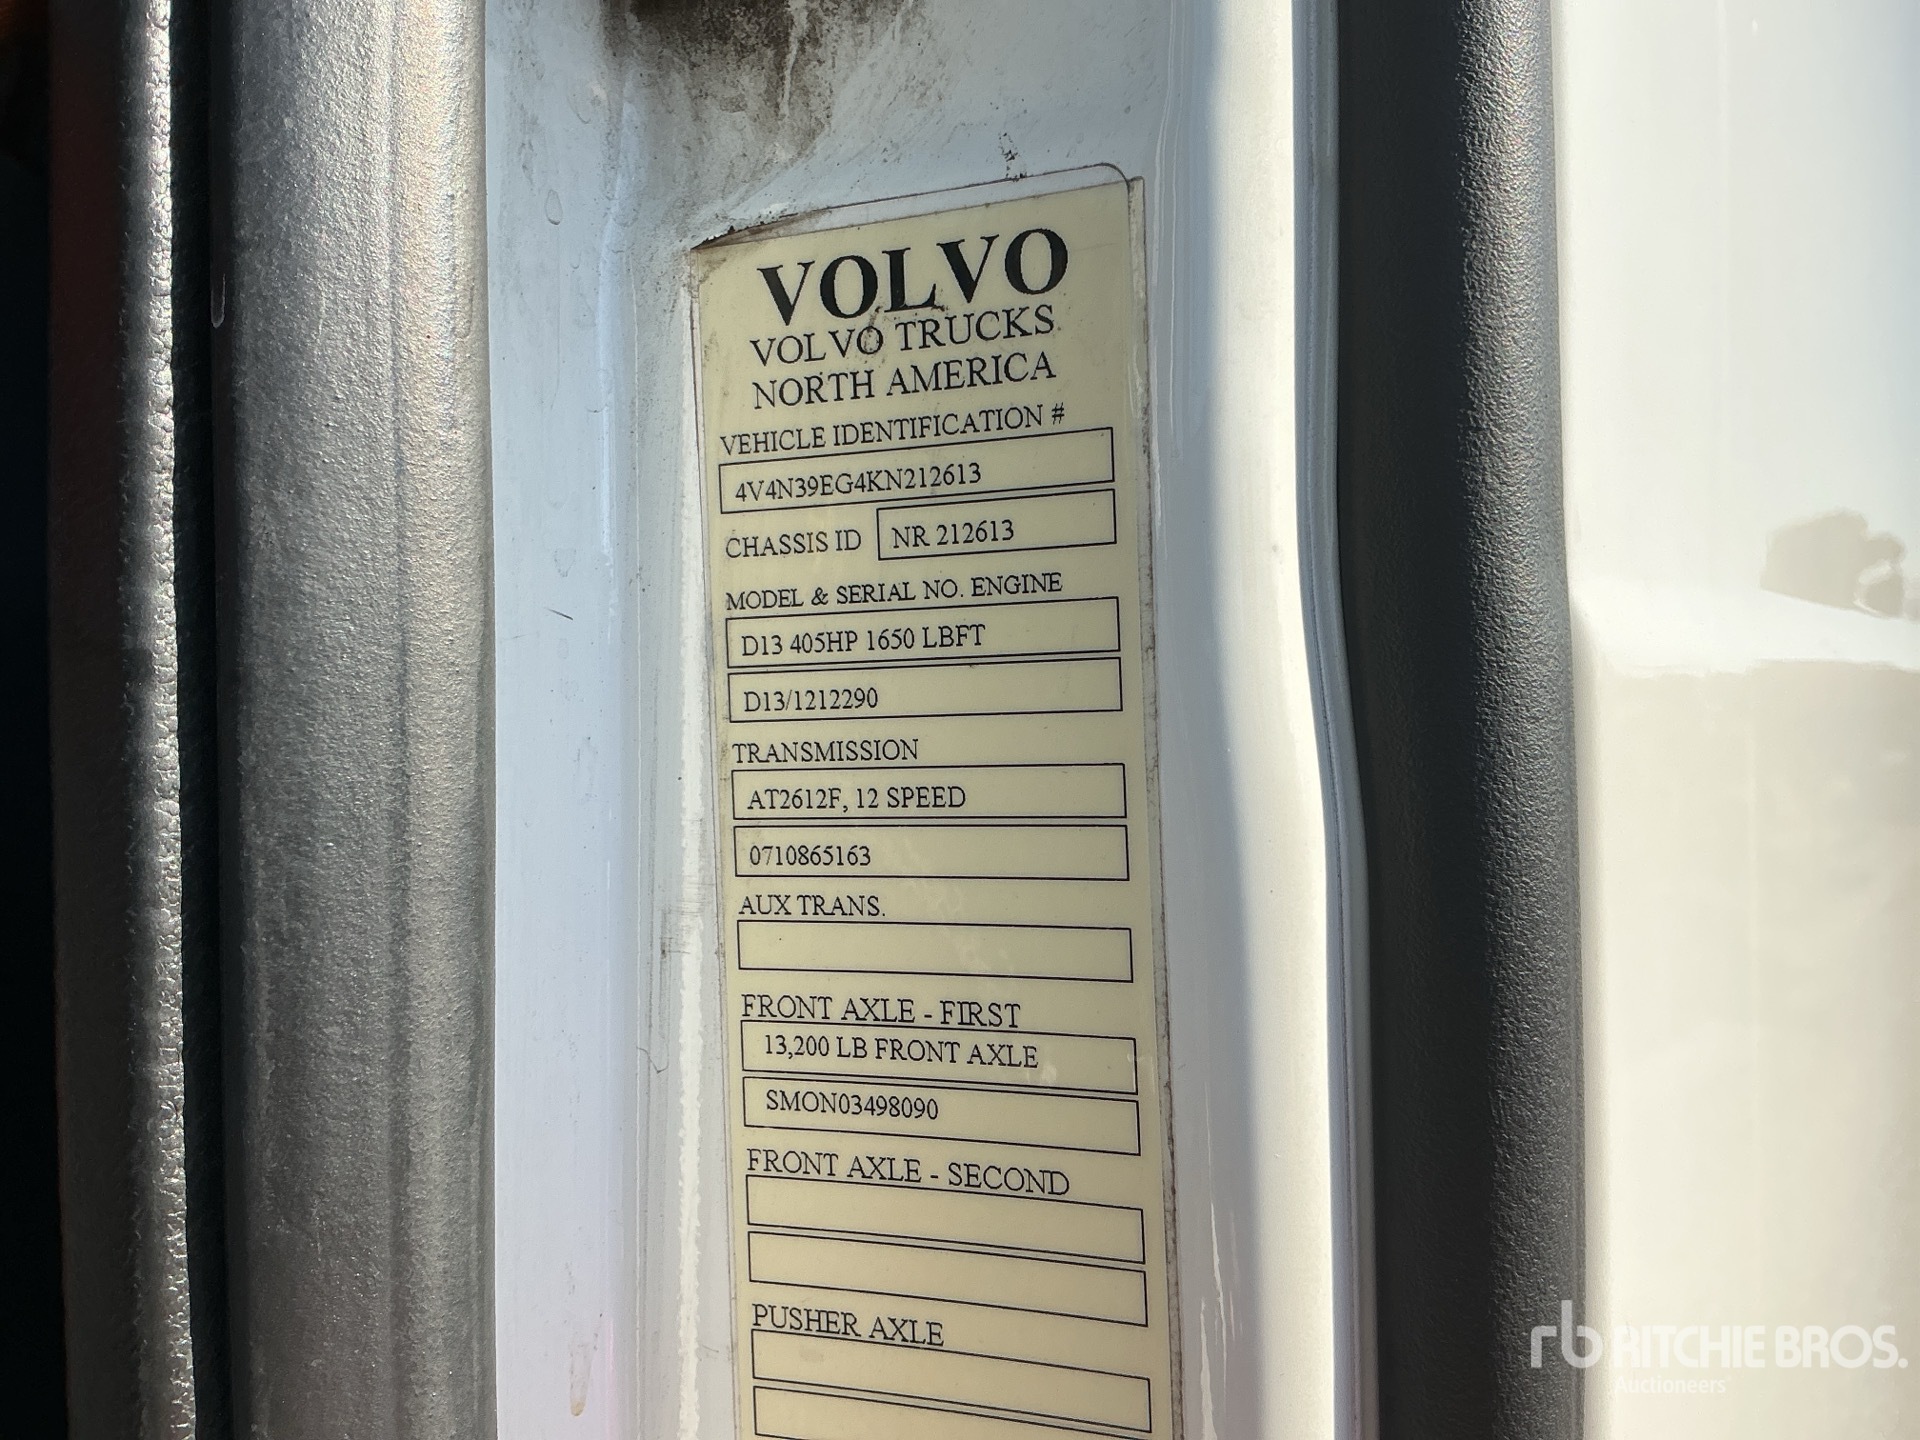 VOLVO
VOLVO TRUCKS
NORTH AMERICA
VEHICLE IDENTIFICATION #
4V4N39EG4KN212613
CHASSIS ID NR 212613
MODEL & SERIAL NO. ENGINE
D13 405HP 1650 LBFT
D13/1212290
TRANSMISSION
AT2612F, 12 SPEED
0710865163
AUX TRANS.
FRONT AXLE - FIRST
13,200 LB FRONT AXLE
SMON03498090
FRONT AXLE - SECOND
PUSHER AXLE
rb RITCHIE BROS.
Auctioneers